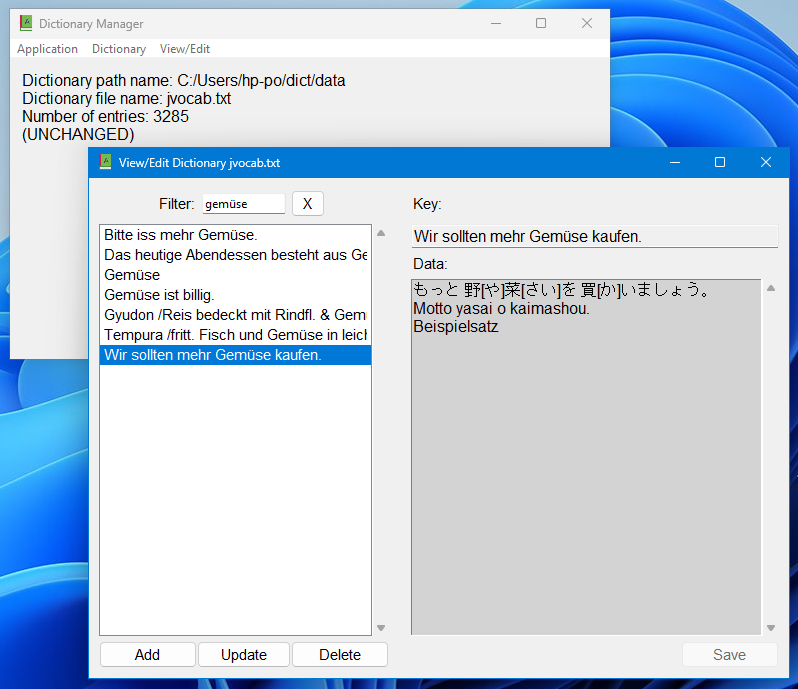 Dictionary Manager
Application Dictionary View/Edit
Dictionary path name: C:/Users/hp-po/dict/data
Dictionary file name: jvocab.txt
Number of entries: 3285
(UNCHANGED)
View/Edit Dictionary jvocab.txt
Filter: gemüse X
Bitte iss mehr Gemüse.
Das heutige Abendessen besteht aus Ge
Gemüse
Gemüse ist billig.
Gyudon /Reis bedeckt mit Rindfl. & Gemü
Tempura /fritt. Fisch und Gemüse in leich
Wir sollten mehr Gemüse kaufen.
Add Update Delete
Key:
Wir sollten mehr Gemüse kaufen.
Data:
もっと 野[や]菜[さい]を 買[か]いましょう。
Motto yasai o kaimashou.
Beispielsatz
Save